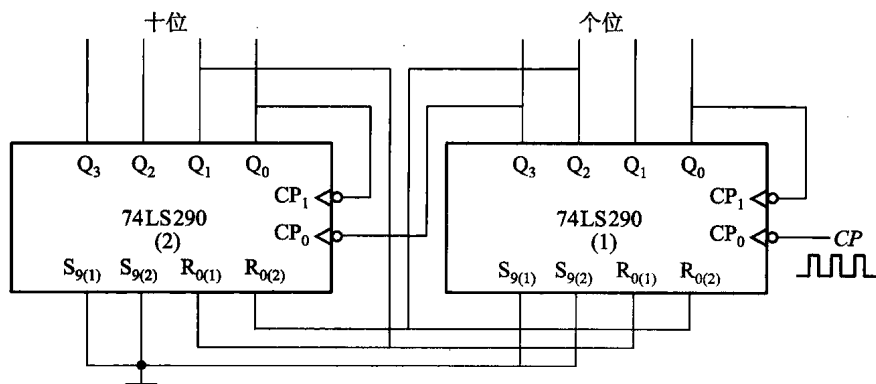 十位 个位
Q3 Q2 Q1 Q0 Q3 Q2 Q1 Q0
CP1 CP1
74LS290 74LS290
(2) CP0 (1) CP0 CP
S9(1) S9(2) R0(1) R0(2) S9(1) S9(2) R0(1) R0(2)